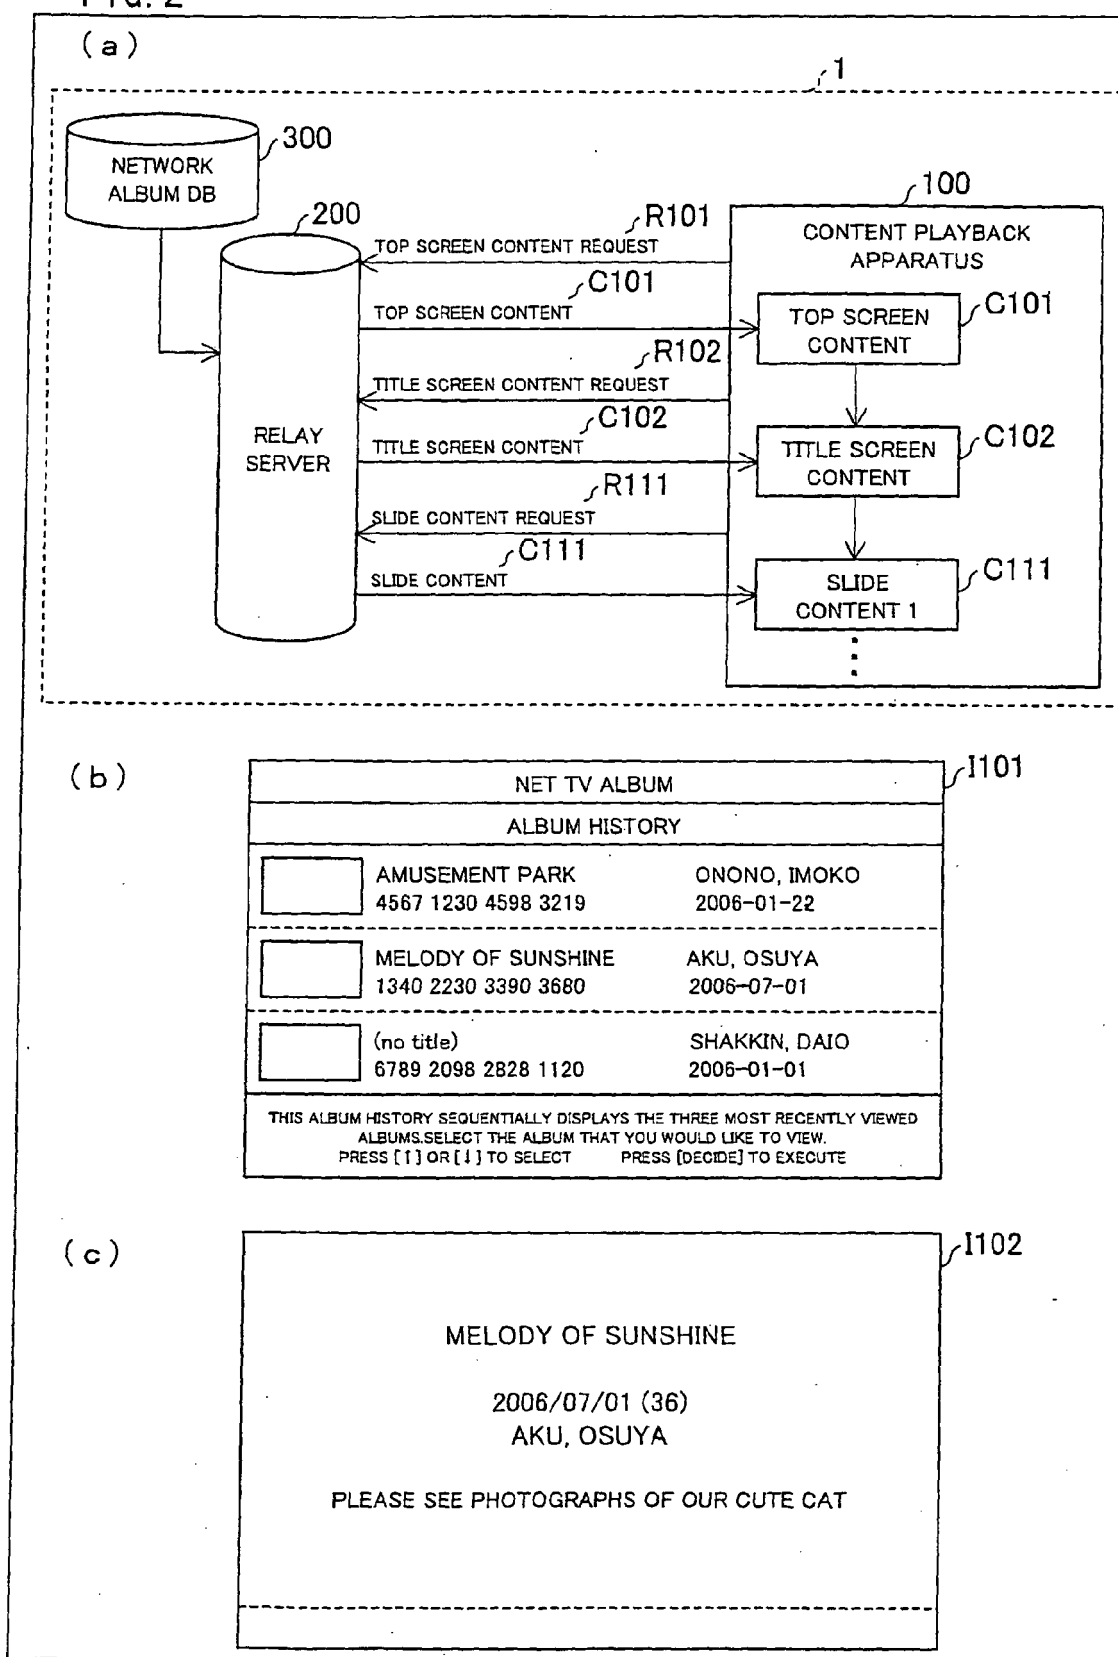 FIG. 2
(a)
1
300
NETWORK
ALBUM DB
200
100
R101
TOP SCREEN CONTENT REQUEST
CONTENT PLAYBACK
APPARATUS
C101
TOP SCREEN CONTENT
TOP SCREEN
CONTENT
C101
R102
TITLE SCREEN CONTENT REQUEST
C102
RELAY
SERVER
TITLE SCREEN CONTENT
TITLE SCREEN
CONTENT
C102
R111
SLIDE CONTENT REQUEST
C111
SLIDE CONTENT
SLIDE
CONTENT 1
C111
(b)
I101
NET TV ALBUM
ALBUM HISTORY
AMUSEMENT PARK ONONO, IMOKO
4567 1230 4598 3219 2006-01-22
MELODY OF SUNSHINE AKU, OSUYA
1340 2230 3390 3680 2006-07-01
(no title) SHAKKIN, DAIO
6789 2098 2828 1120 2006-01-01
THIS ALBUM HISTORY SEQUENTIALLY DISPLAYS THE THREE MOST RECENTLY VIEWED
ALBUMS.SELECT THE ALBUM THAT YOU WOULD LIKE TO VIEW.
PRESS [↑] OR [↓] TO SELECT PRESS [DECIDE] TO EXECUTE
(c)
I102
MELODY OF SUNSHINE
2006/07/01 (36)
AKU, OSUYA
PLEASE SEE PHOTOGRAPHS OF OUR CUTE CAT